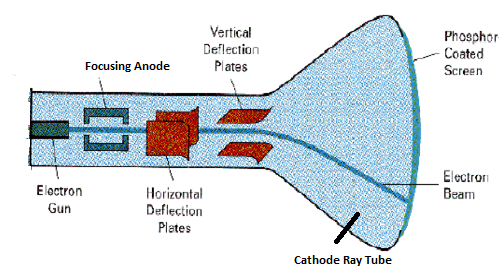 Vertical
Deflection
Plates
Phosphor
Coated
Screen
Focusing Anode
Electron
Gun
Horizontal
Deflection
Plates
Electron
Beam
Cathode Ray Tube